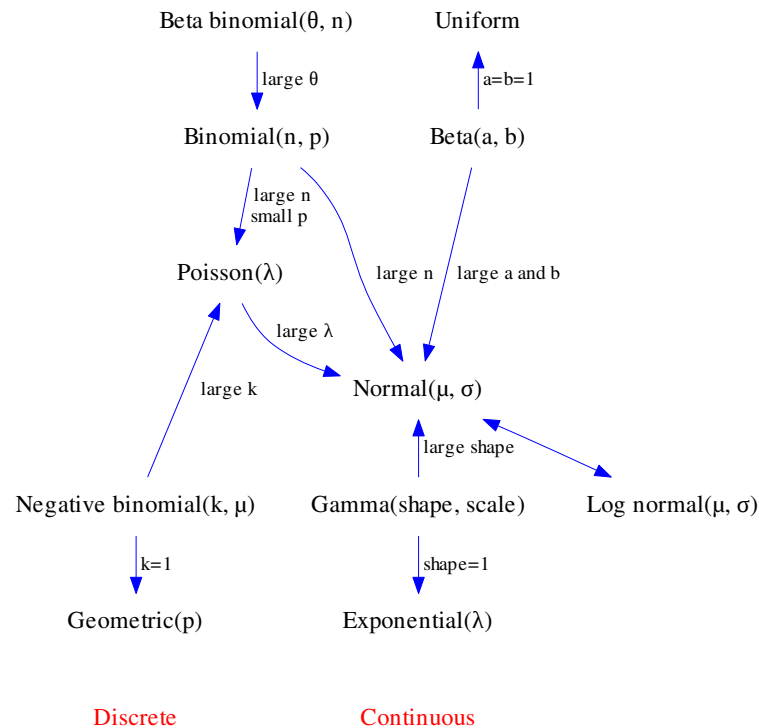 Beta binomial(θ, n)
Uniform
large θ
a=b=1
Binomial(n, p)
Beta(a, b)
large n
small p
Poisson(λ)
large n
large a and b
large λ
large k
Normal(μ, σ)
large shape
Negative binomial(k, μ)
Gamma(shape, scale)
Log normal(μ, σ)
k=1
shape=1
Geometric(p)
Exponential(λ)
Discrete
Continuous